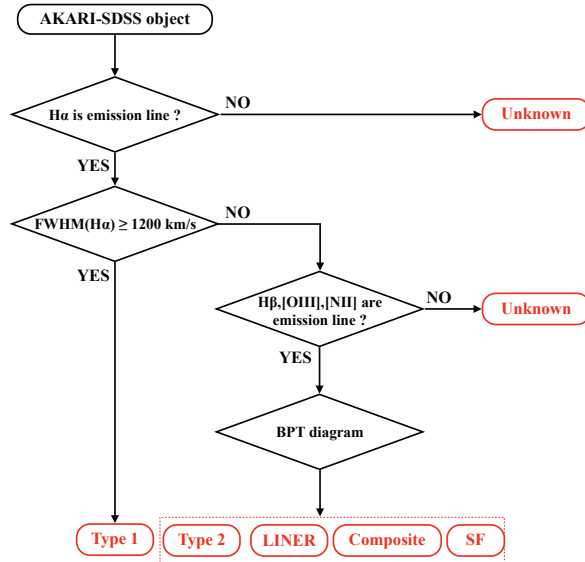 AKARI-SDSS object
Hα is emission line ?
NO
Unknown
YES
FWHM(Hα) ≥ 1200 km/s
NO
YES
Hβ,[OIII],[NII] are
emission line ?
NO
Unknown
YES
BPT diagram
Type 1
Type 2
LINER
Composite
SF